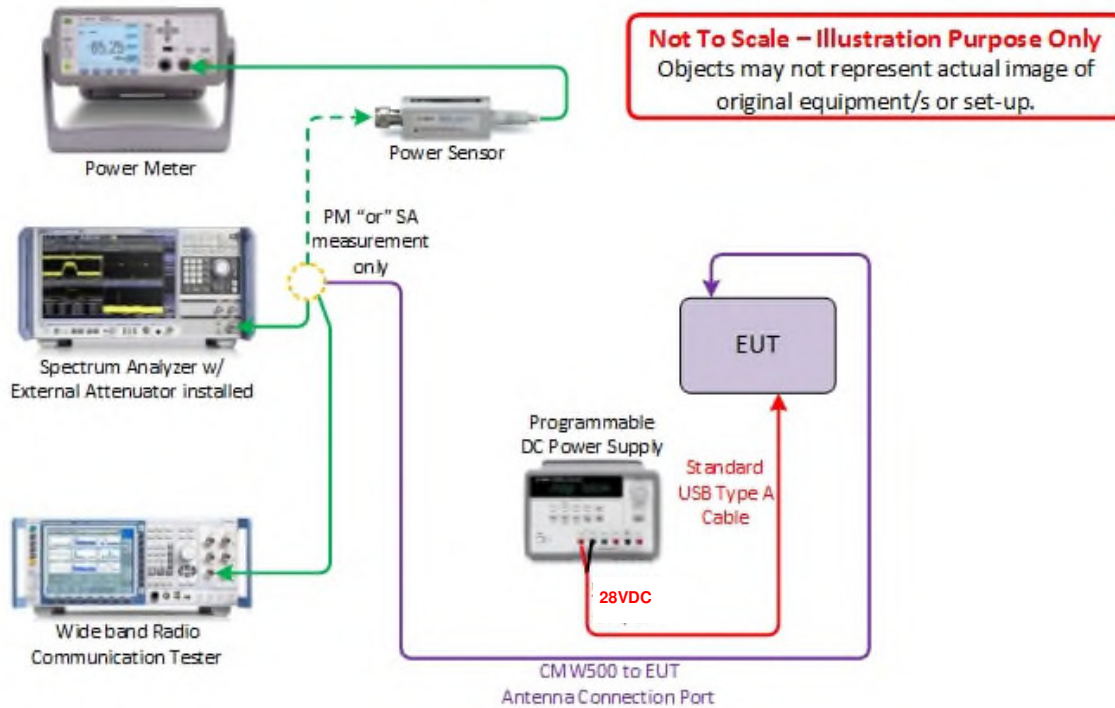 Not To Scale – Illustration Purpose Only
Objects may not represent actual image of
original equipment/s or set-up.
-65.25
Power Meter
Power Sensor
PM “or” SA
measurement
only
Spectrum Analyzer w/
External Attenuator installed
EUT
Programmable
DC Power Supply
Standard
USB Type A
Cable
28VDC
Wide band Radio
Communication Tester
CMW500 to EUT
Antenna Connection Port